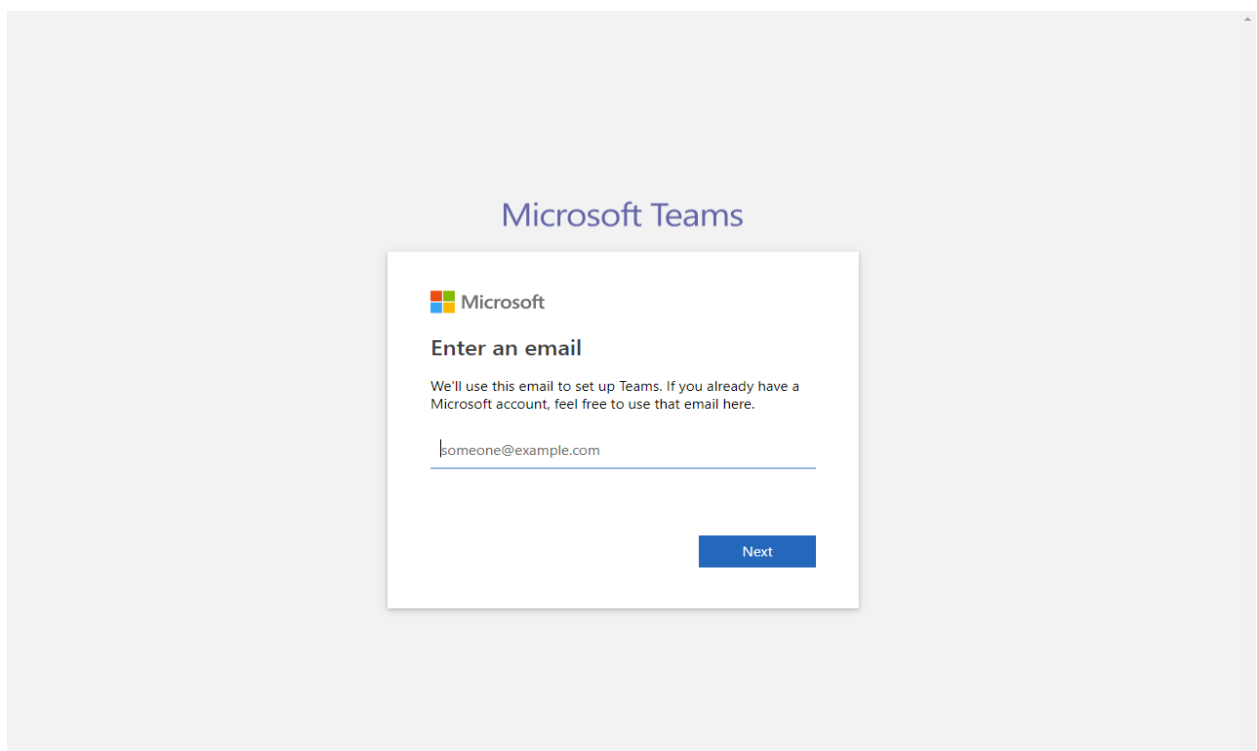 Microsoft Teams
Microsoft
Enter an email
We'll use this email to set up Teams. If you already have a
Microsoft account, feel free to use that email here.
someone@example.com
Next